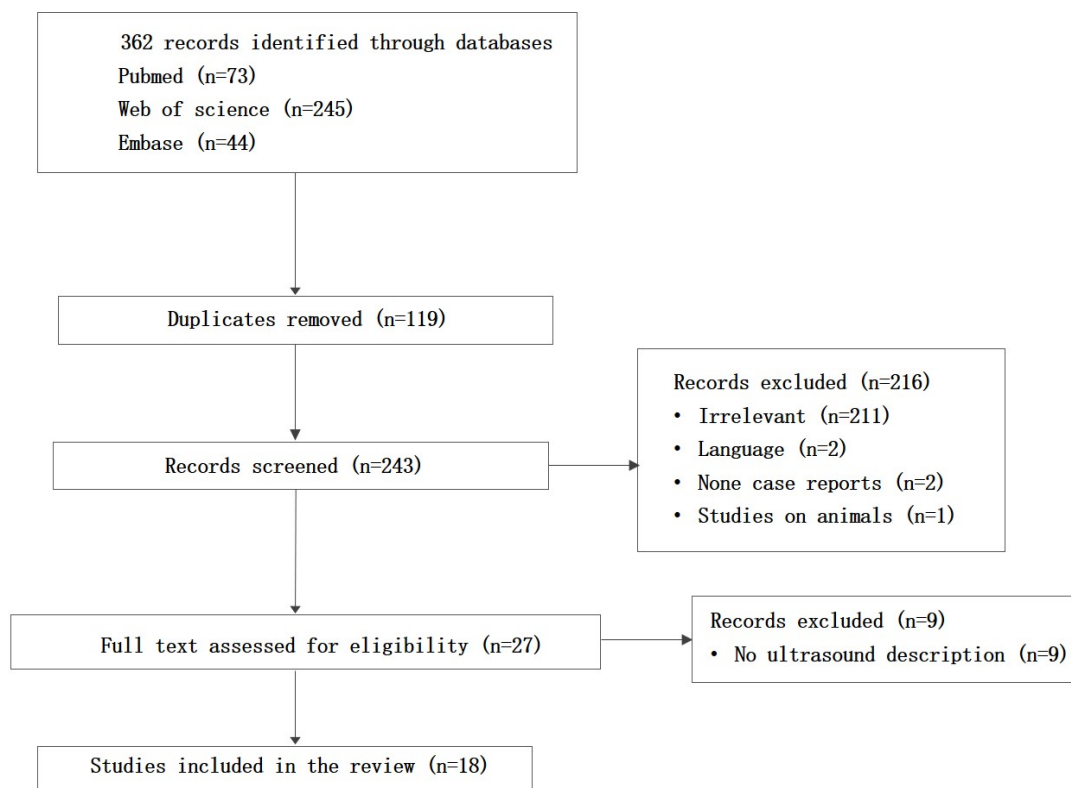 362 records identified through databases
Pubmed (n=73)
Web of science (n=245)
Embase (n=44)
Duplicates removed (n=119)
Records screened (n=243)
Records excluded (n=216)
• Irrelevant (n=211)
• Language (n=2)
• None case reports (n=2)
• Studies on animals (n=1)
Full text assessed for eligibility (n=27)
Records excluded (n=9)
• No ultrasound description (n=9)
Studies included in the review (n=18)